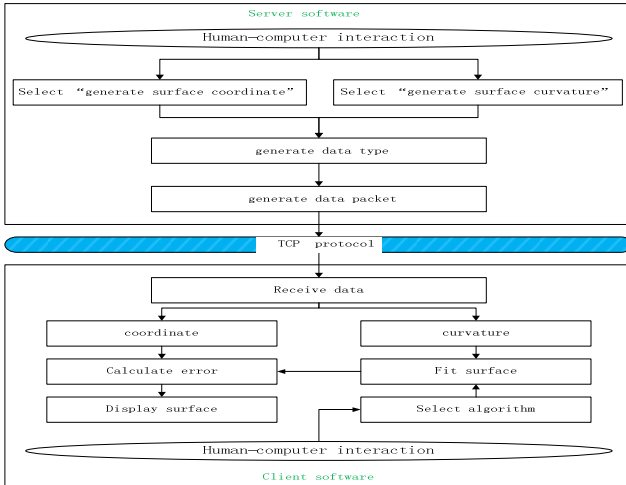 Server software
Human-computer interaction
Select “generate surface coordinate”
Select “generate surface curvature”
generate data type
generate data packet
TCP protocol
Receive data
coordinate
curvature
Calculate error
Fit surface
Display surface
Select algorithm
Human-computer interaction
Client software